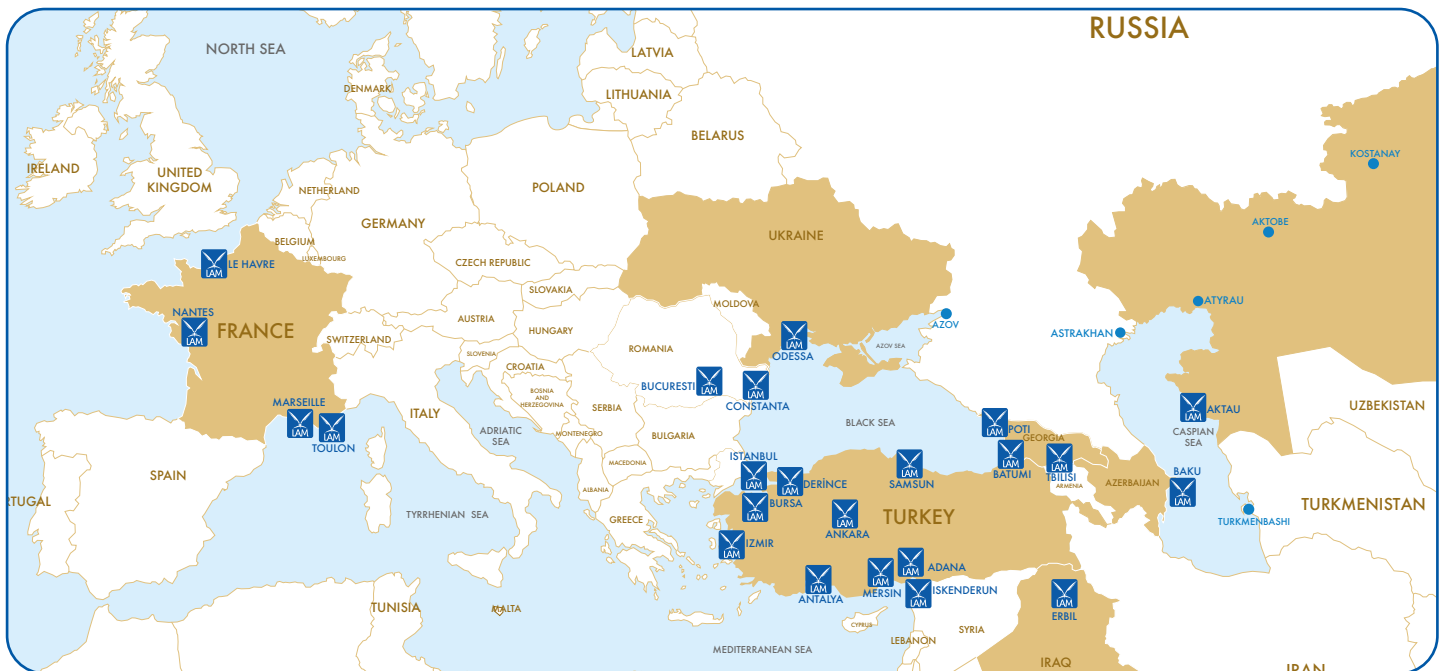 RUSSIA
NORTH SEA
LATVIA
DENMARK
LITHUANIA
BELARUS
KOSTANAY
IRELAND
UNITED
KINGDOM
NETHERLAND
POLAND
GERMANY
AKTOBE
UKRAINE
BELGIUM
LUXEMBOURG
LAM
LE HAVRE
CZECH REPUBLIC
SLOVAKIA
MOLDOVA
ATYRAU
NANTES
LAM
FRANCE
AUSTRIA
HUNGARY
AZOV
ASTRAKHAN
SWITZERLAND
SLOVENIA
ROMANIA
LAM
ODESSA
AZOV SEA
CROATIA
BUCURESTI
LAM
LAM
CONSTANTA
BOSNIA
AND
HERZEGOVINA
SERBIA
MARSEILLE
LAM
LAM
TOULON
ITALY
ADRIATIC
SEA
MONTENEGRO
BULGARIA
BLACK SEA
LAM
POTI
GEORGIA
LAM
AKTAU
CASPIAN
SEA
UZBEKISTAN
SPAIN
MACEDONIA
ISTANBUL
LAM
LAM
DERİNCE
LAM
SAMSUN
LAM
BATUMI
LAM
TBILISI
ARMENIA
AZERBAIJAN
BAKU
LAM
RTUGAL
ALBANIA
LAM
BURSA
TYRRHENIAN SEA
GREECE
LAM
ANKARA
TURKEY
TURKMENISTAN
TURKMENBASHI
LAM
IZMIR
LAM
ANTALYA
LAM
MERSIN
LAM
ADANA
LAM
ISKENDERUN
LAM
ERBIL
TUNISIA
MALTA
CYPRUS
SYRIA
LEBANON
MEDITERRANEAN SEA
IRAQ
IRAN